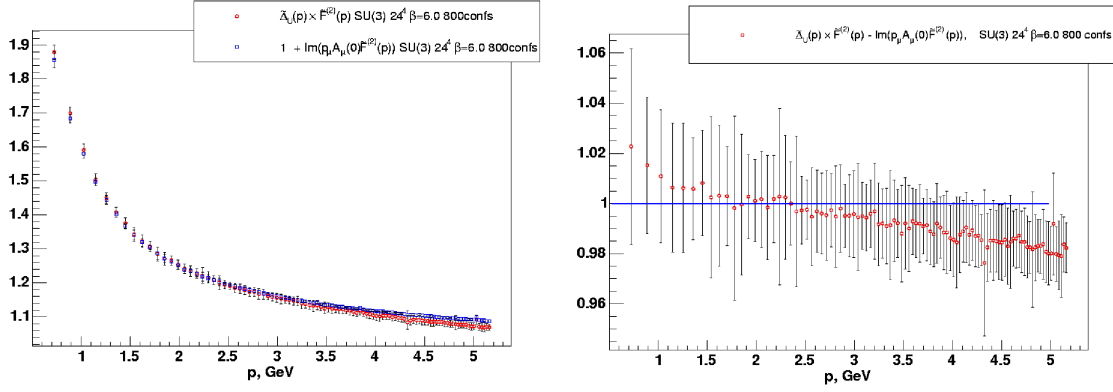 Δ̃_U(p) × F̃^(2)(p) SU(3) 24^4 β=6.0 800confs
1 + Im(p_μ A_μ(0)F̃^(2)(p)) SU(3) 24^4 β=6.0 800confs
1.9
1.8
1.7
1.6
1.5
1.4
1.3
1.2
1.1
1 1.5 2 2.5 3 3.5 4 4.5 5
p, GeV
Δ̃_U(p) × F̃^(2)(p) - Im(p_μ A_μ(0)F̃^(2)(p)), SU(3) 24^4 β=6.0 800 confs
1.06
1.04
1.02
1
0.98
0.96
1 1.5 2 2.5 3 3.5 4 4.5 5
p, GeV